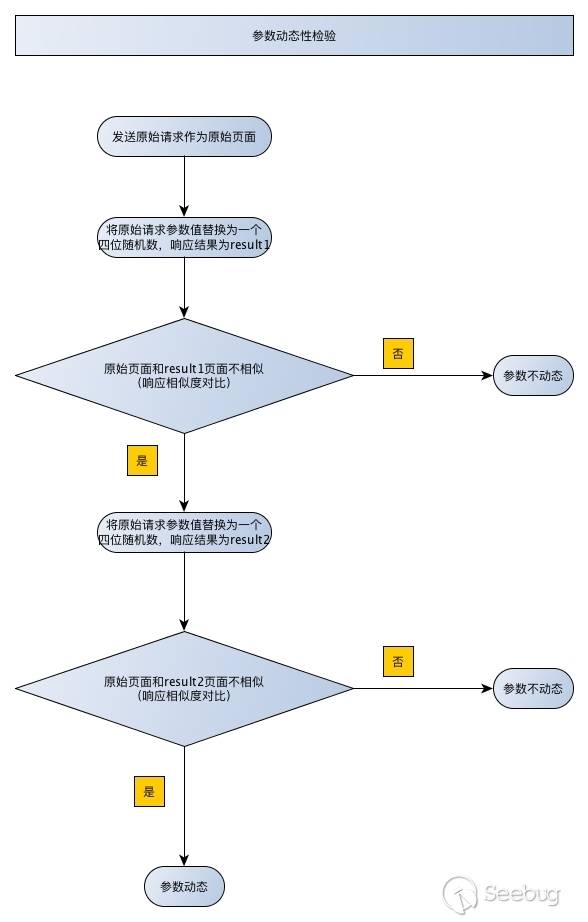 参数动态性检验
发送原始请求作为原始页面
将原始请求参数值替换为一个
四位随机数，响应结果为result1
原始页面和result1页面不相似
（响应相似度对比）
否
参数不动态
是
将原始请求参数值替换为一个
四位随机数，响应结果为result2
原始页面和result2页面不相似
（响应相似度对比）
否
参数不动态
是
参数动态
Seebug